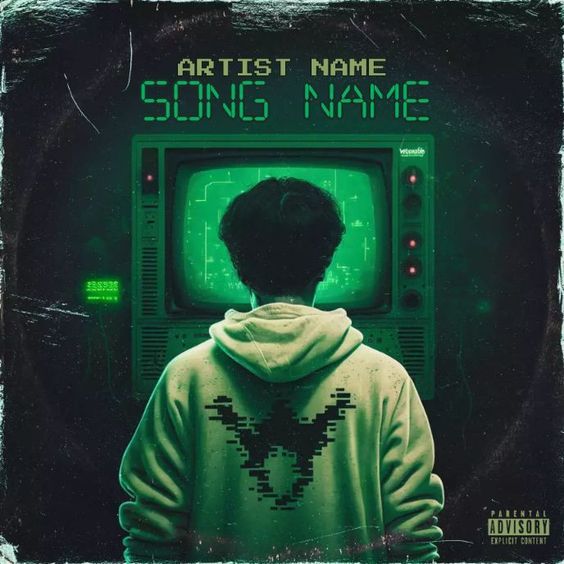 ARTIST NAME
SONG NAME
PARENTAL
ADVISORY
EXPLICIT CONTENT